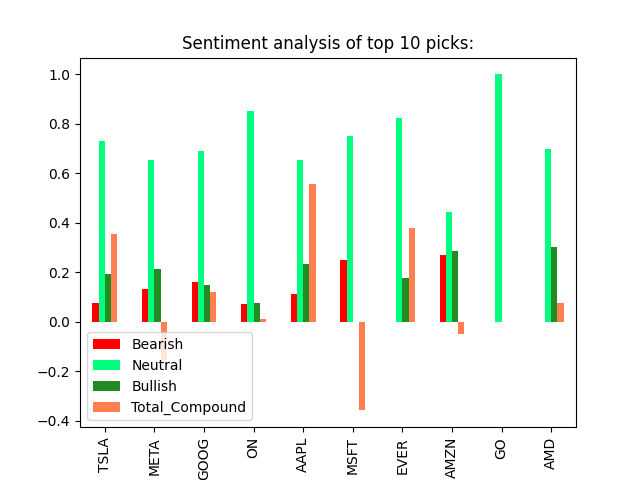 Sentiment analysis of top 10 picks:
1.0
0.8
0.6
0.4
0.2
0.0
−0.2
−0.4
Bearish
Neutral
Bullish
Total_Compound
TSLA
META
GOOG
ON
AAPL
MSFT
EVER
AMZN
GO
AMD